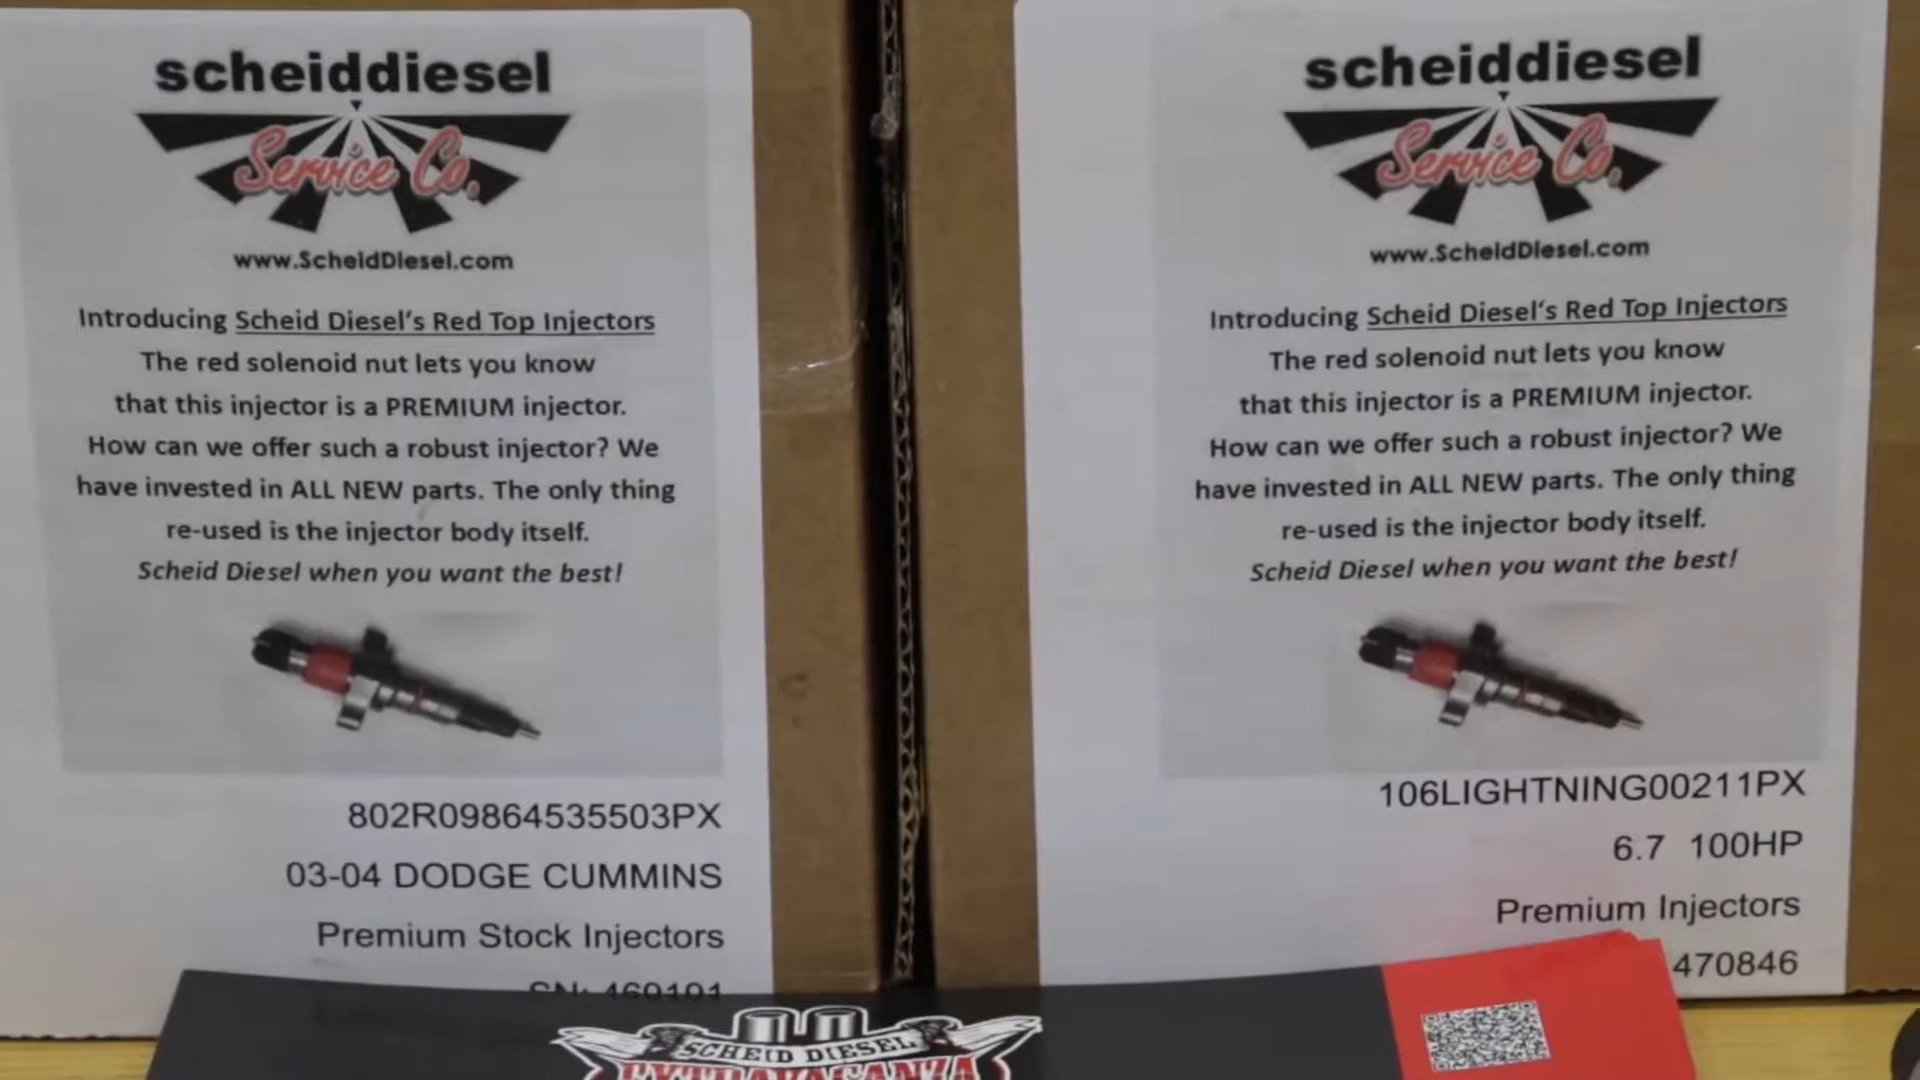 scheiddiesel
Service Co.
www.ScheidDiesel.com
Introducing Scheid Diesel's Red Top Injectors
The red solenoid nut lets you know
that this injector is a PREMIUM injector.
How can we offer such a robust injector? We
have invested in ALL NEW parts. The only thing
re-used is the injector body itself.
Scheid Diesel when you want the best!
802R09864535503PX
03-04 DODGE CUMMINS
Premium Stock Injectors
SN: 469191
scheiddiesel
Service Co.
www.ScheidDiesel.com
Introducing Scheid Diesel's Red Top Injectors
The red solenoid nut lets you know
that this injector is a PREMIUM injector.
How can we offer such a robust injector? We
have invested in ALL NEW parts. The only thing
re-used is the injector body itself.
Scheid Diesel when you want the best!
106LIGHTNING00211PX
6.7 100HP
Premium Injectors
470846
SCHEID DIESEL
EXTRAVAGANZA